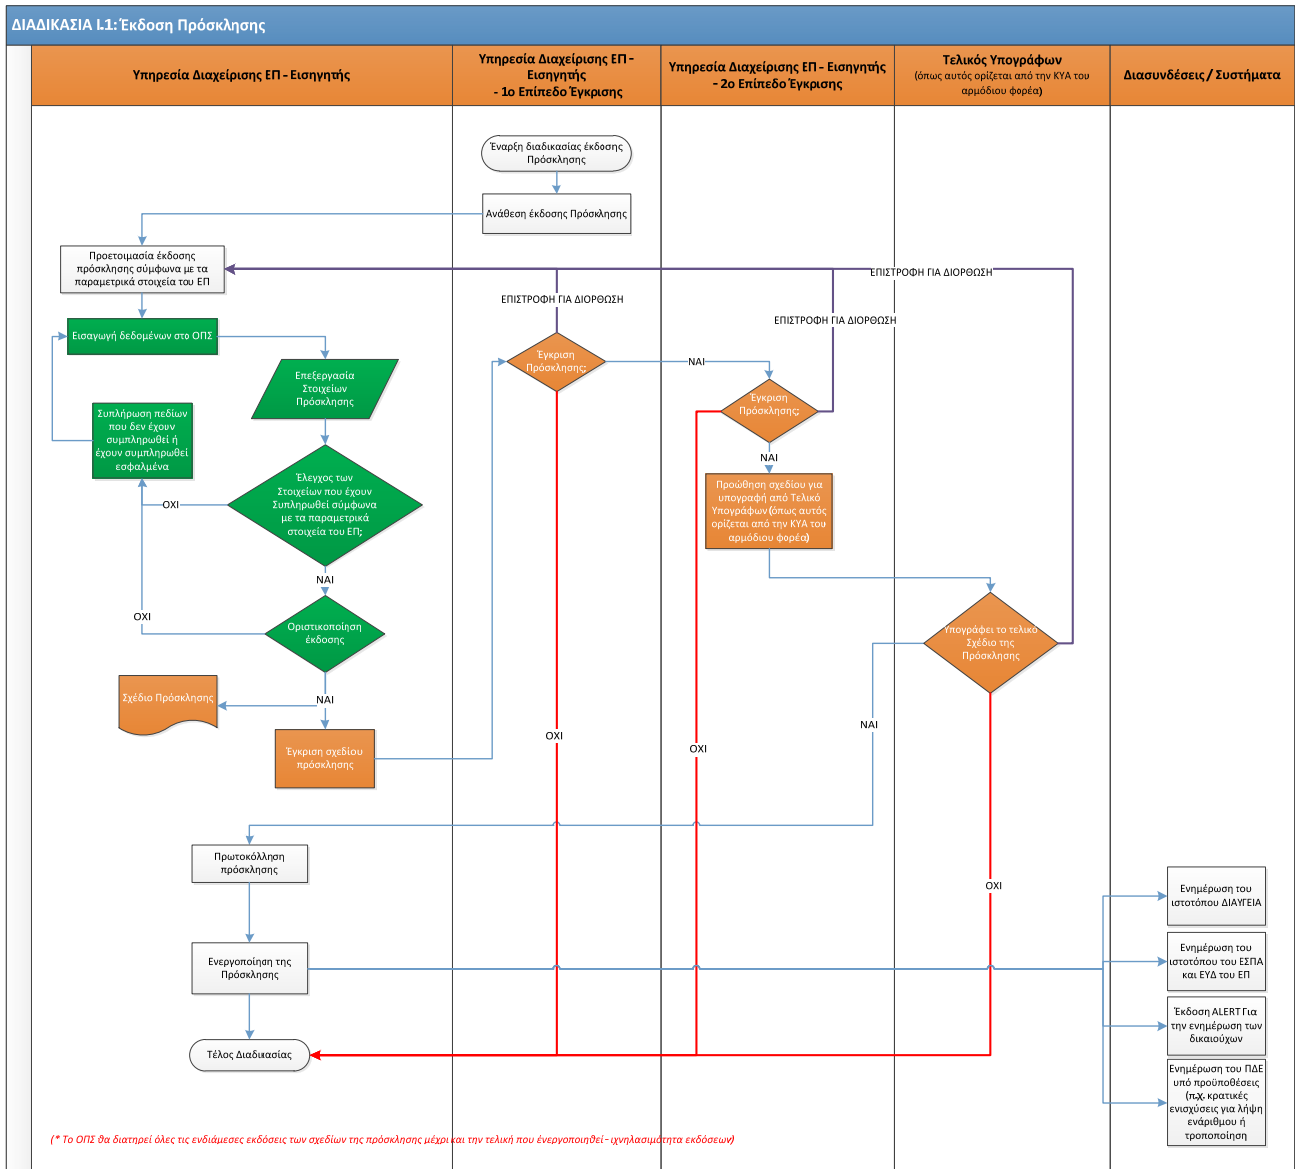 ΔΙΑΔΙΚΑΣΙΑ Ι.1: Έκδοση Πρόσκλησης
Υπηρεσία Διαχείρισης ΕΠ – Εισηγητής
Υπηρεσία Διαχείρισης ΕΠ –
Εισηγητής
- 1ο Επίπεδο Έγκρισης
Υπηρεσία Διαχείρισης ΕΠ – Εισηγητής
– 2ο Επίπεδο Έγκρισης
Τελικός Υπογράφων
(όπως αυτός ορίζεται από την ΚΥΑ του
αρμόδιου φορέα)
Διασυνδέσεις / Συστήματα
Έναρξη διαδικασίας έκδοσης
Πρόσκλησης
Ανάθεση έκδοσης Πρόσκλησης
Προετοιμασία έκδοσης
πρόσκλησης σύμφωνα με τα
παραμετρικά στοιχεία του ΕΠ
ΕΠΙΣΤΡΟΦΗ ΓΙΑ ΔΙΟΡΘΩΣΗ
ΕΠΙΣΤΡΟΦΗ ΓΙΑ ΔΙΟΡΘΩΣΗ
ΕΠΙΣΤΡΟΦΗ ΓΙΑ ΔΙΟΡΘΩΣΗ
Εισαγωγή δεδομένων στο ΟΠΣ
Επεξεργασία
Στοιχείων
Πρόσκλησης
Έγκριση
Πρόσκλησης;
ΝΑΙ
Έγκριση
Πρόσκλησης;
Συπλήρωση πεδίων
που δεν έχουν
συμπληρωθεί ή
έχουν συμπληρωθεί
εσφαλμένα
ΝΑΙ
Έλεγχος των
Στοιχείων που έχουν
Συπληρωθεί σύμφωνα
με τα παραμετρικά
στοιχεία του ΕΠ;
ΟΧΙ
Προώθηση σχεδίου για
υπογραφή από Τελικό
Υπογράφων (όπως αυτός
ορίζεται από την ΚΥΑ του
αρμόδιου φορέα)
ΝΑΙ
ΟΧΙ
Οριστικοποίηση
έκδοσης
Υπογράφει το τελικό
Σχέδιο της
Πρόσκλησης
Σχέδιο Πρόσκλησης
ΝΑΙ
ΝΑΙ
Έγκριση σχεδίου
πρόσκλησης
ΟΧΙ
ΟΧΙ
Πρωτοκόλληση
πρόσκλησης
ΟΧΙ
Ενημέρωση του
ιστοτόπου ΔΙΑΥΓΕΙΑ
Ενεργοποίηση της
Πρόσκλησης
Ενημέρωση του
ιστοτόπου του ΕΣΠΑ
και ΕΥΔ του ΕΠ
Έκδοση ALERT Για
την ενημέρωση των
δικαιούχων
Τέλος Διαδικασίας
Ενημέρωση του ΠΔΕ
υπό προϋποθέσεις
(π.χ. κρατικές
ενισχύσεις για λήψη
ενάριθμου ή
τροποποίηση
(* Το ΟΠΣ θα διατηρεί όλες τις ενδιάμεσες εκδόσεις των σχεδίων της πρόσκλησης μέχρι και την τελική που ένεργοποιηθεί – ιχνηλασιμότητα εκδόσεων)